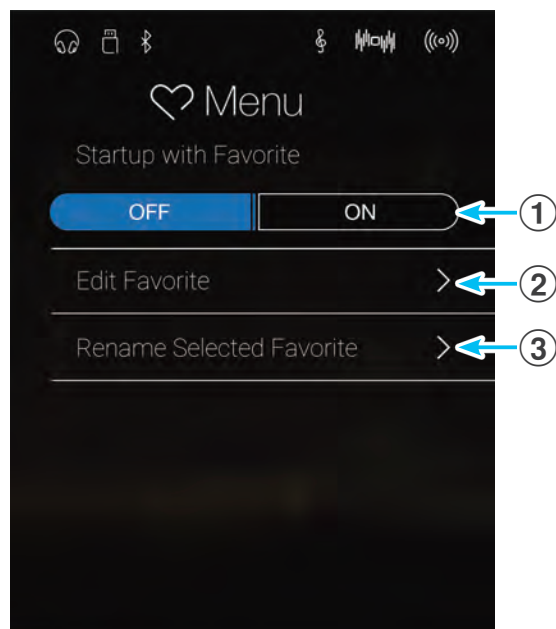 Menu
Startup with Favorite
OFF ON
1
Edit Favorite
2
Rename Selected Favorite
3